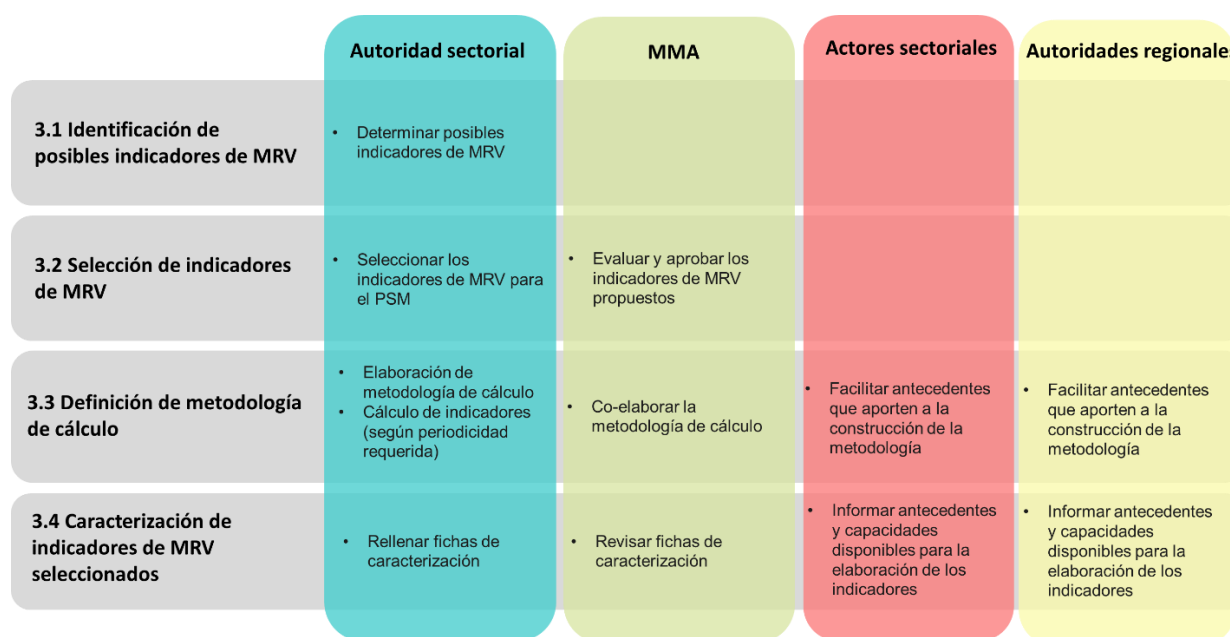 Autoridad sectorial
MMA
Actores sectoriales
Autoridades regionales
3.1 Identificación de
posibles indicadores de MRV
• Determinar posibles
indicadores de MRV
3.2 Selección de indicadores
de MRV
• Seleccionar los
indicadores de MRV para
el PSM
• Evaluar y aprobar los
indicadores de MRV
propuestos
3.3 Definición de metodología
de cálculo
• Elaboración de
metodología de cálculo
• Cálculo de indicadores
(según periodicidad
requerida)
• Co-elaborar la
metodología de cálculo
• Facilitar antecedentes
que aporten a la
construcción de la
metodología
• Facilitar antecedentes
que aporten a la
construcción de la
metodología
3.4 Caracterización de
indicadores de MRV
seleccionados
• Rellenar fichas de
caracterización
• Revisar fichas de
caracterización
• Informar antecedentes
y capacidades
disponibles para la
elaboración de los
indicadores
• Informar antecedentes
y capacidades
disponibles para la
elaboración de los
indicadores